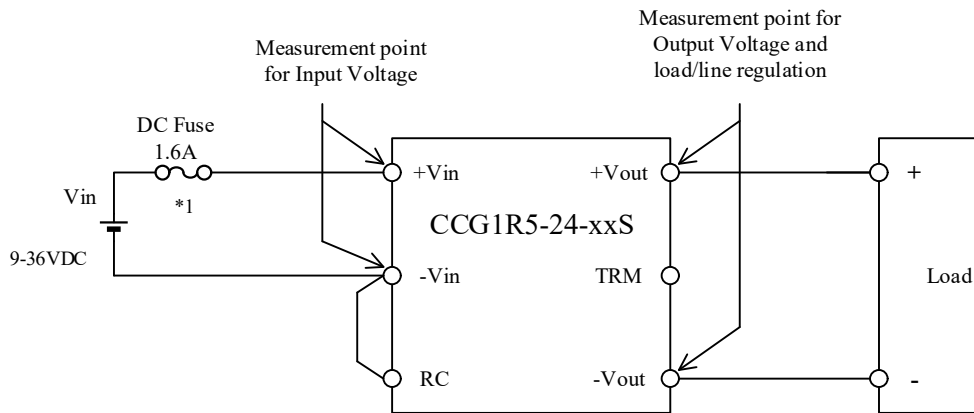 Measurement point for
Output Voltage and
load/line regulation
Measurement point
for Input Voltage
DC Fuse
1.6A
*1
Vin
9-36VDC
+Vin
+Vout
+
CCG1R5-24-xxS
-Vin
TRM
Load
RC
-Vout
-